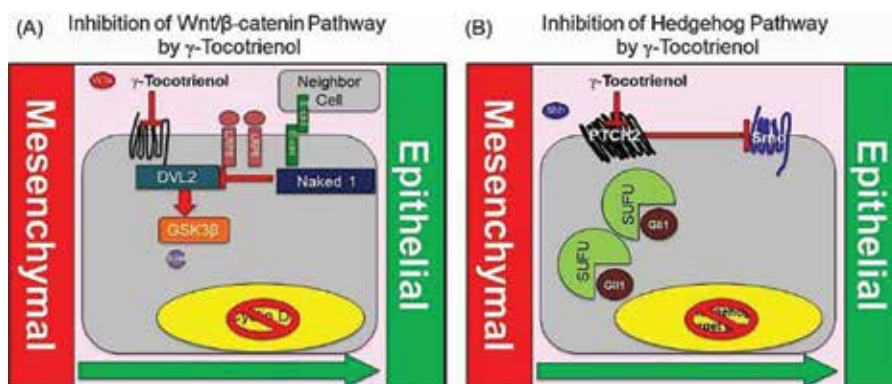 (A) Inhibition of Wnt/β-catenin Pathway
by γ-Tocotrienol
Mesenchymal
γ-Tocotrienol
Neighbor
Cell
DVL2
Naked 1
GSK3β
Epithelial
(B) Inhibition of Hedgehog Pathway
by γ-Tocotrienol
Mesenchymal
γ-Tocotrienol
Shh
PTCH2
Smo
SUFU
Gli1
SUFU
Gli1
Epithelial